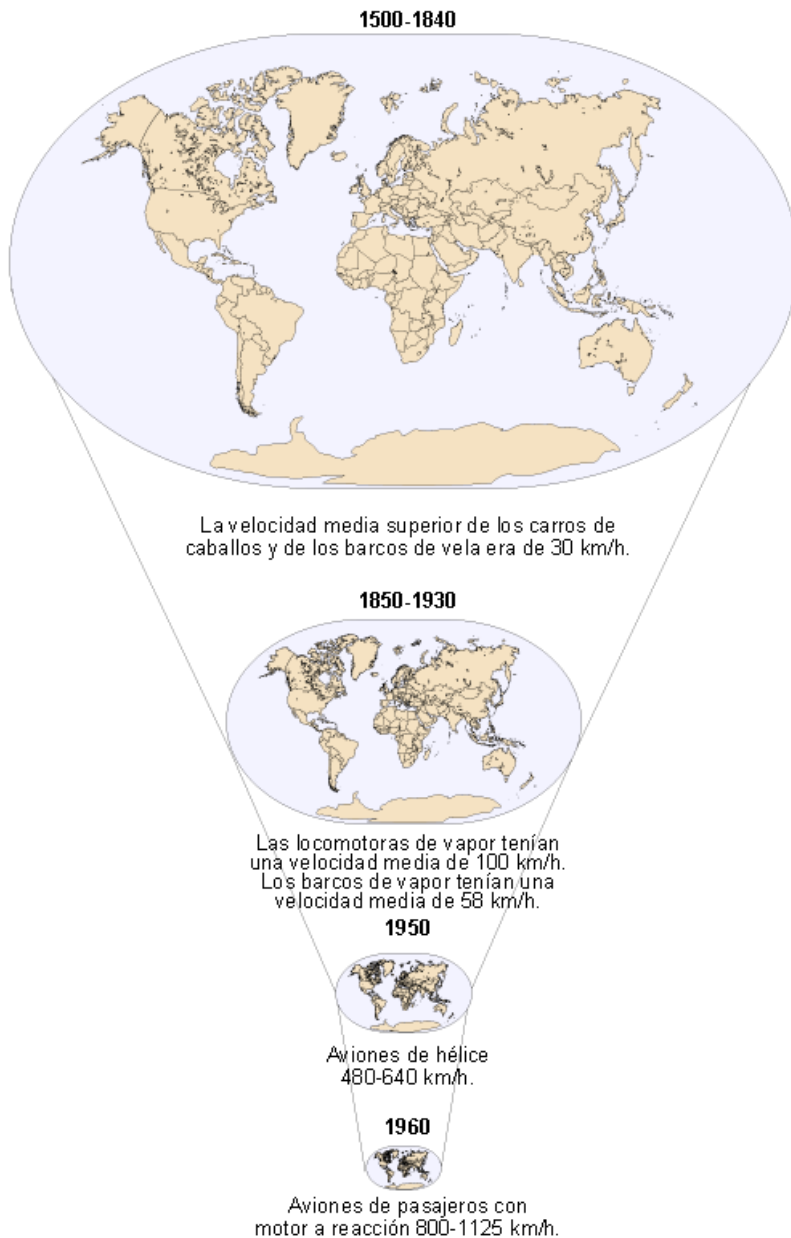 1500-1840
La velocidad media superior de los carros de
caballos y de los barcos de vela era de 30 km/h.
1850-1930
Las locomotoras de vapor tenían
una velocidad media de 100 km/h.
Los barcos de vapor tenían una
velocidad media de 58 km/h.
1950
Aviones de hélice
480-640 km/h.
1960
Aviones de pasajeros con
motor a reacción 800-1125 km/h.